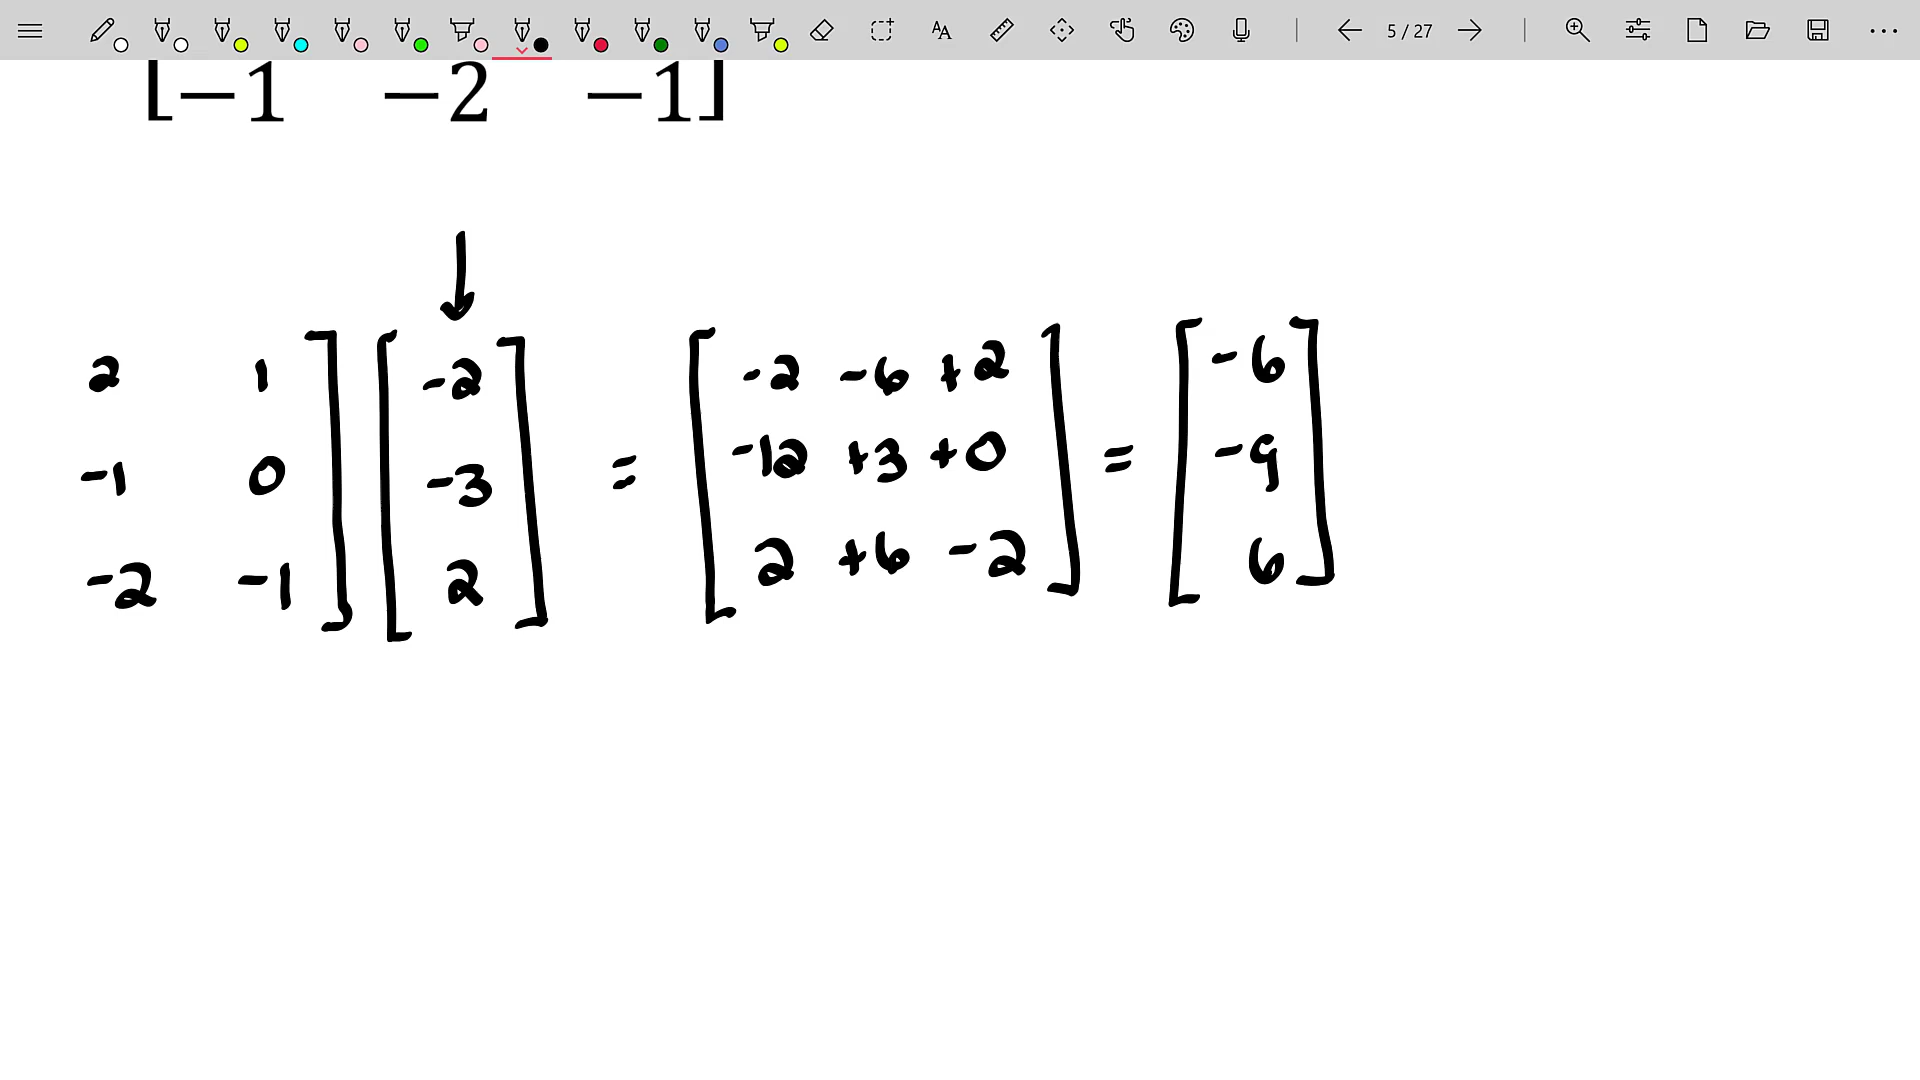 5 / 27
[−1 −2 −1]
2 1 ] [ -2 ] = [ -2 -6 +2 ] = [ -6 ]
-1 0 ] [ -3 ] [ -12 +3 +0 ] [ -9 ]
-2 -1 ] [ 2 ] [ 2 +6 -2 ] [ 6 ]